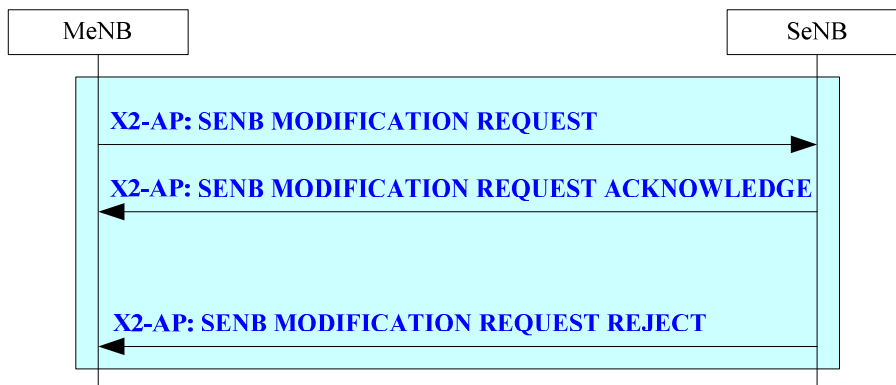 MeNB
SeNB
X2-AP: SENB MODIFICATION REQUEST
X2-AP: SENB MODIFICATION REQUEST ACKNOWLEDGE
X2-AP: SENB MODIFICATION REQUEST REJECT